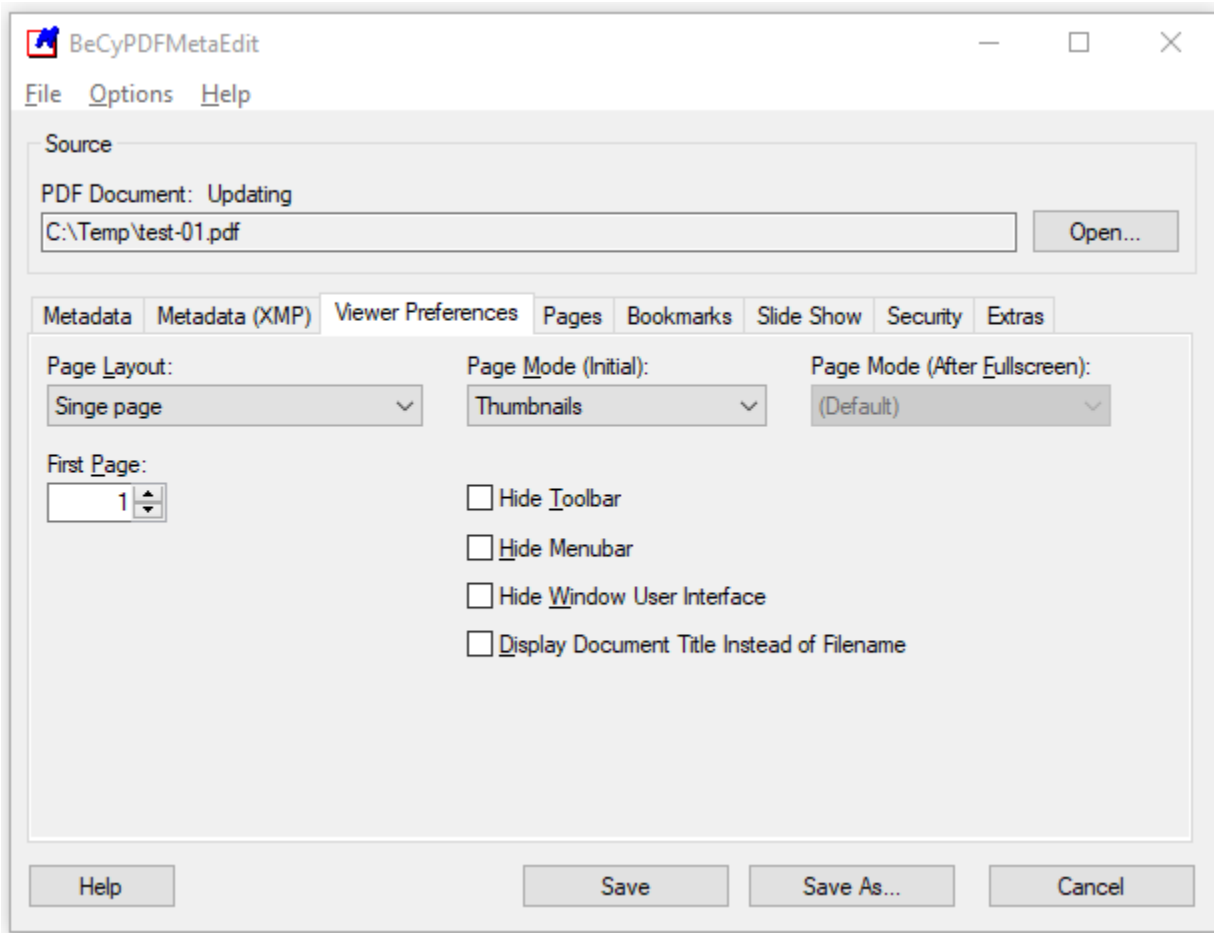 BeCyPDFMetaEdit
File Options Help
Source
PDF Document: Updating
C:\Temp\test-01.pdf
Open...
Metadata Metadata (XMP) Viewer Preferences Pages Bookmarks Slide Show Security Extras
Page Layout: Page Mode (Initial): Page Mode (After Fullscreen):
Singe page Thumbnails (Default)
First Page:
1
Hide Toolbar
Hide Menubar
Hide Window User Interface
Display Document Title Instead of Filename
Help Save Save As... Cancel